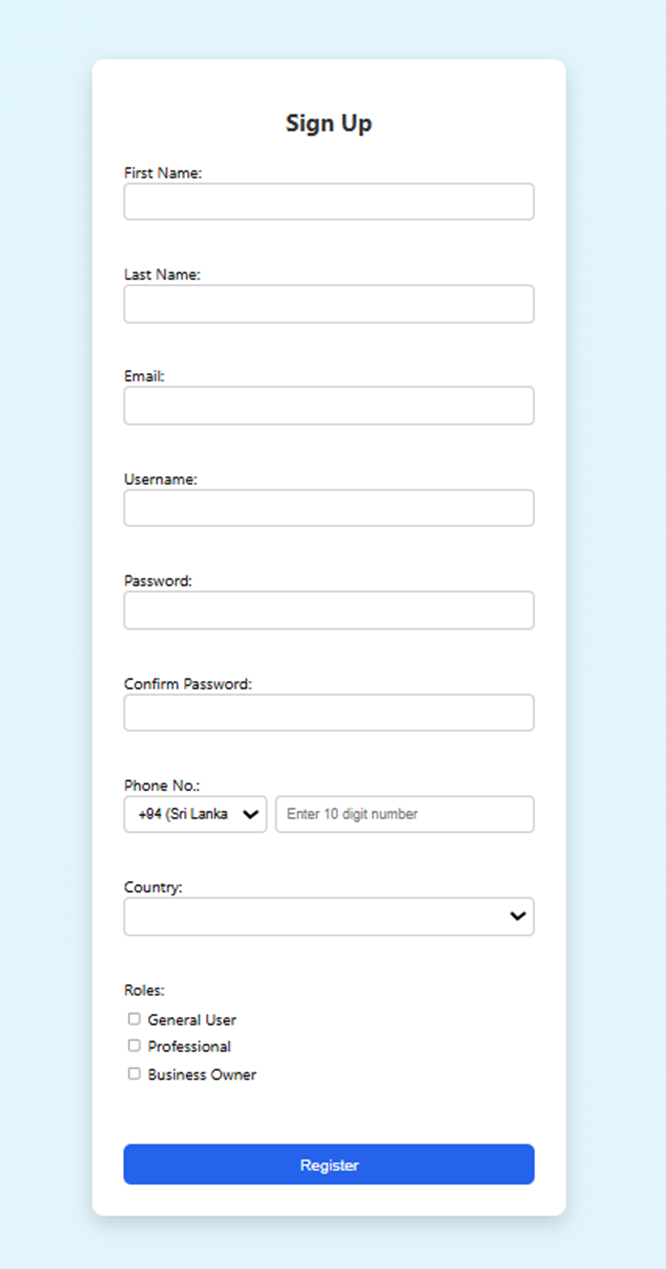 Sign Up
First Name:
Last Name:
Email:
Username:
Password:
Confirm Password:
Phone No.:
+94 (Sri Lanka Enter 10 digit number
Country:
Roles:
General User
Professional
Business Owner
Register